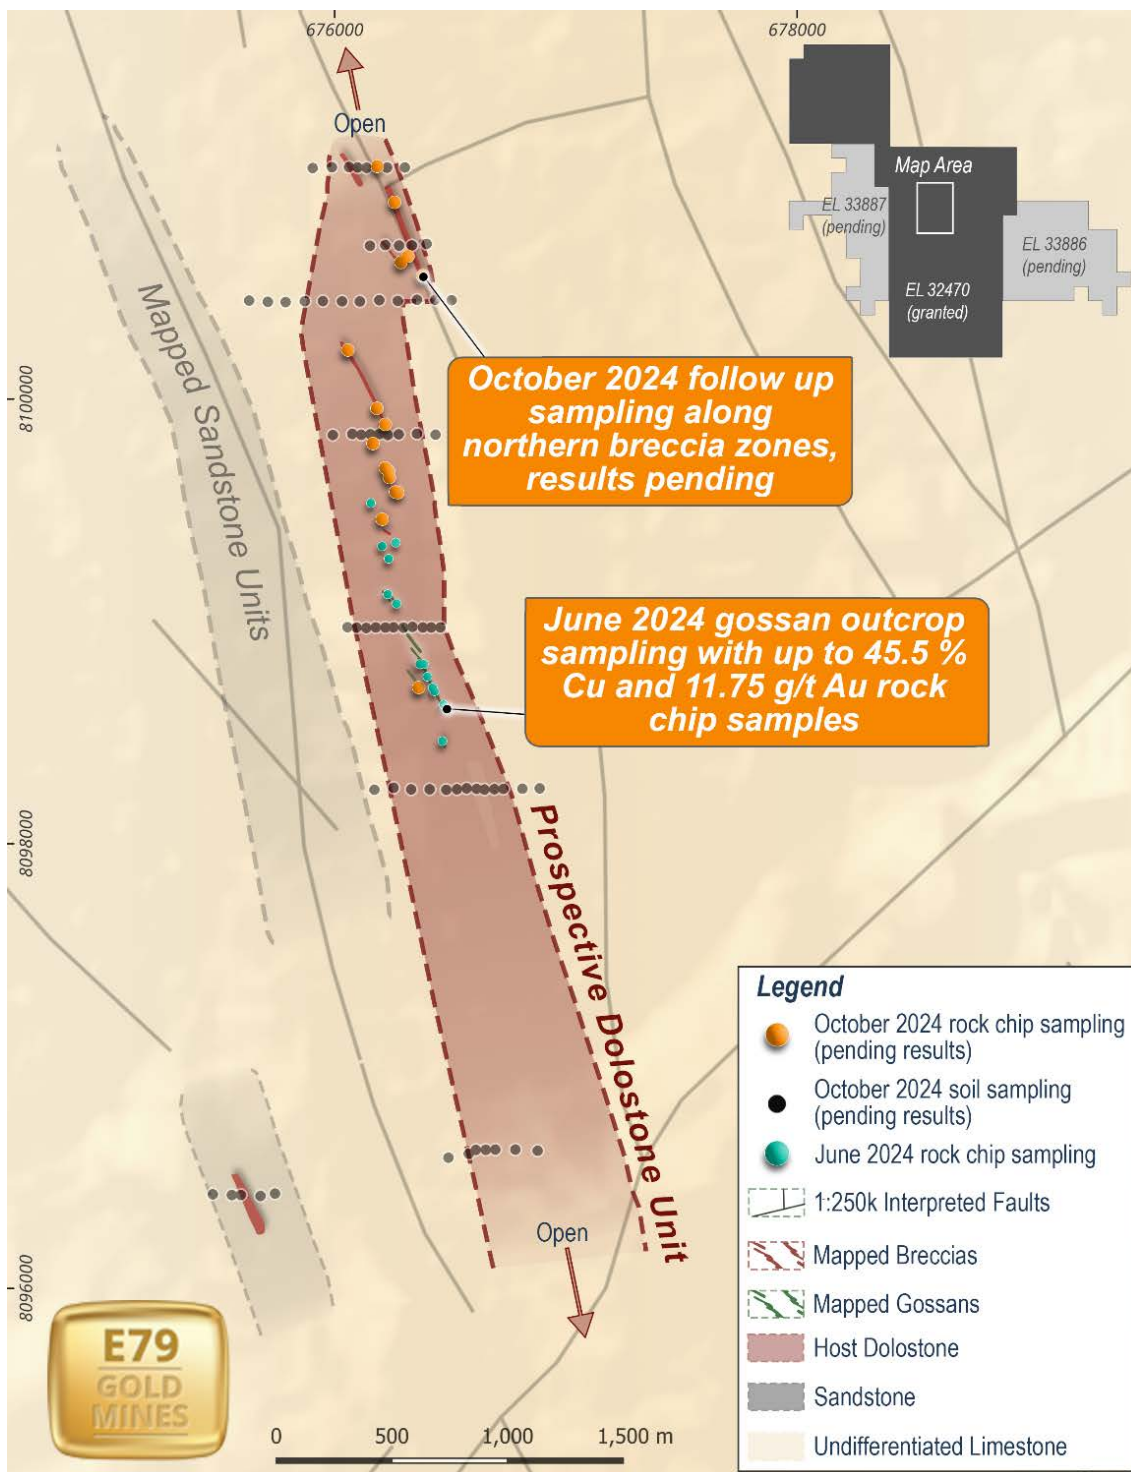 676000
678000
Open
Map Area
EL 33887
(pending)
EL 33886
(pending)
EL 32470
(granted)
Mapped Sandstone Units
8100000
October 2024 follow up
sampling along
northern breccia zones,
results pending
June 2024 gossan outcrop
sampling with up to 45.5 %
Cu and 11.75 g/t Au rock
chip samples
8098000
Prospective Dolostone Unit
Open
8096000
Legend
October 2024 rock chip sampling
(pending results)
October 2024 soil sampling
(pending results)
June 2024 rock chip sampling
1:250k Interpreted Faults
Mapped Breccias
Mapped Gossans
Host Dolostone
Sandstone
Undifferentiated Limestone
E79
GOLD
MINES
0 500 1,000 1,500 m